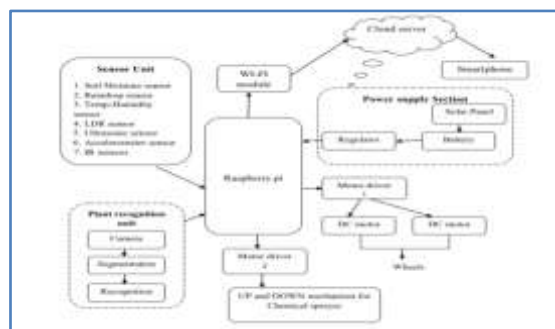 Cloud server
Sensor Unit
1. Soil Moisture sensor
2. Raindrop sensor
3. Temp-Humidity
sensor
4. LDR sensor
5. Ultrasonic sensor
6. Accelerometer sensor
7. IR sensors
WI-FI
module
Smartphone
Power supply Section
Solar Panel
Regulator
Battery
Raspberry pi
Motor driver
1
DC motor
DC motor
Wheels
Plant recognition
unit
Camera
Segmentation
Recognition
Motor driver
2
UP and DOWN mechanism for
Chemical sprayer